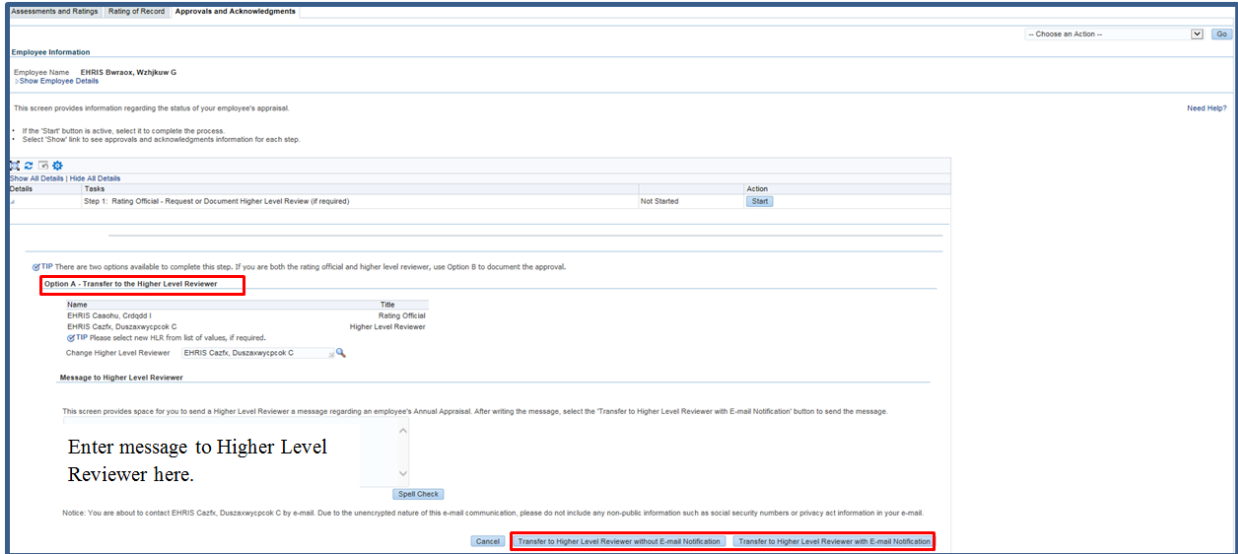 Assessments and Ratings Rating of Record Approvals and Acknowledgments
-- Choose an Action -- Go
Employee Information
Employee Name EHRIS Bwraox, Wzhjkuw G
Show Employee Details
This screen provides information regarding the status of your employee's appraisal. Need Help?
• If the 'Start' button is active, select it to complete the process.
• Select 'Show' link to see approvals and acknowledgments information for each step.
Show All Details | Hide All Details
Details Tasks Action
Step 1: Rating Official - Request or Document Higher Level Review (if required) Not Started Start
TIP There are two options available to complete this step. If you are both the rating official and higher level reviewer, use Option B to document the approval.
Option A - Transfer to the Higher Level Reviewer
Name Title
EHRIS Caaohu, Crdqdd I Rating Official
EHRIS Cazfx, Duszaxwycpcok C Higher Level Reviewer
TIP Please select new HLR from list of values, if required.
Change Higher Level Reviewer EHRIS Cazfx, Duszaxwycpcok C
Message to Higher Level Reviewer
This screen provides space for you to send a Higher Level Reviewer a message regarding an employee's Annual Appraisal. After writing the message, select the 'Transfer to Higher Level Reviewer with E-mail Notification' button to send the message.
Enter message to Higher Level
Reviewer here.
Spell Check
Notice: You are about to contact EHRIS Cazfx, Duszaxwycpcok C by e-mail. Due to the unencrypted nature of this e-mail communication, please do not include any non-public information such as social security numbers or privacy act information in your e-mail.
Cancel Transfer to Higher Level Reviewer without E-mail Notification Transfer to Higher Level Reviewer with E-mail Notification